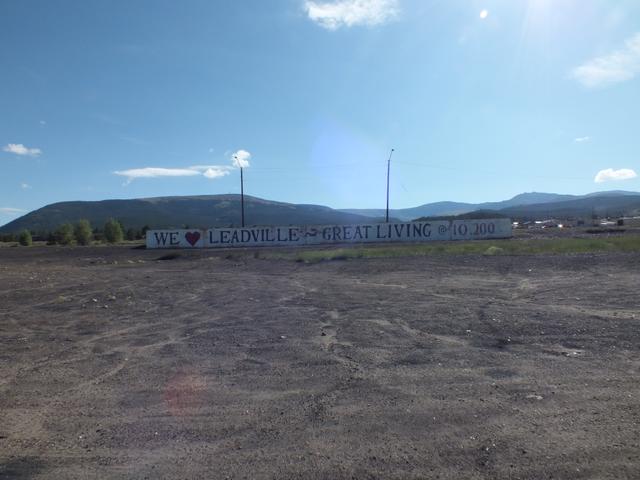 WE ♥ LEADVILLE ~ GREAT LIVING @ 10,200'